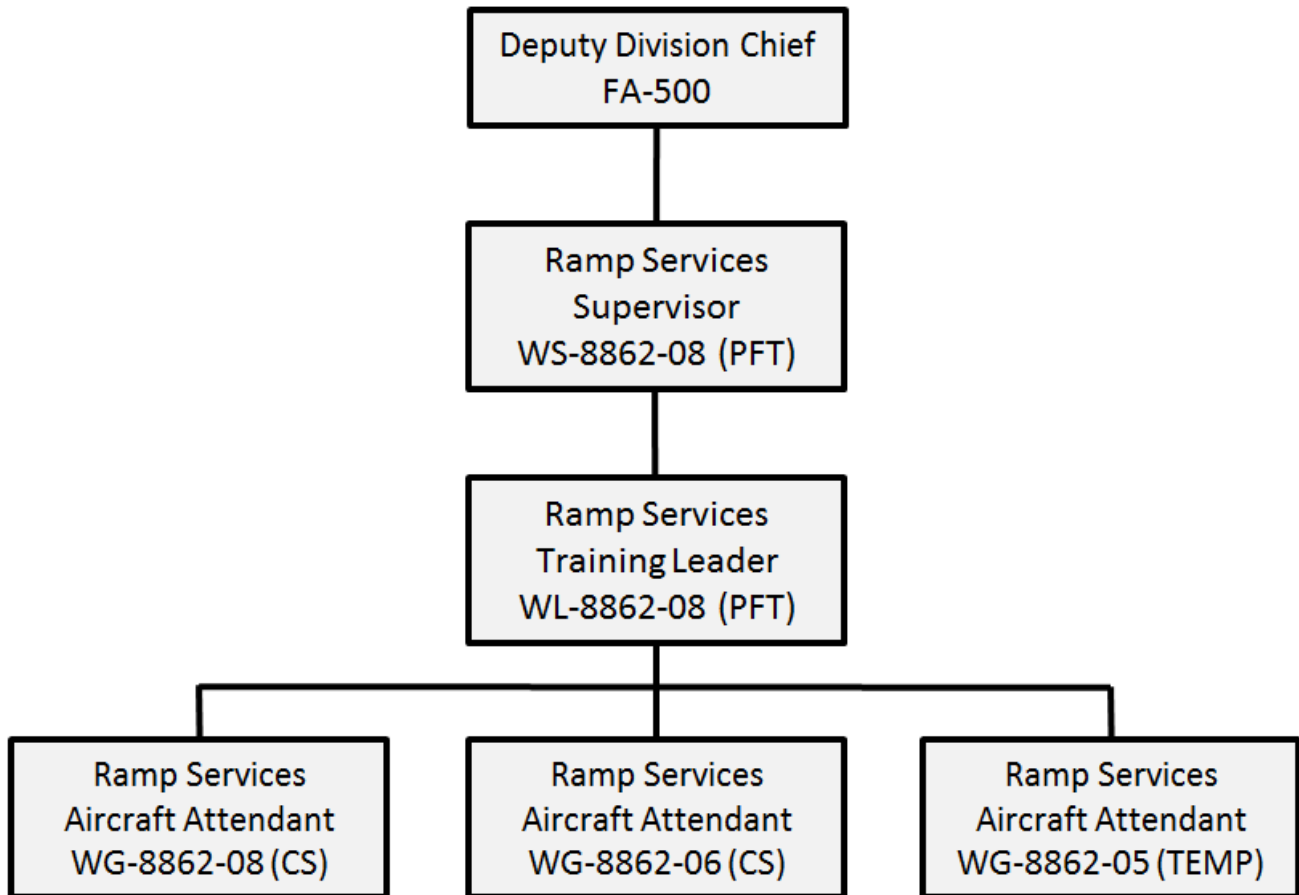 Deputy Division Chief
FA-500
Ramp Services
Supervisor
WS-8862-08 (PFT)
Ramp Services
Training Leader
WL-8862-08 (PFT)
Ramp Services
Aircraft Attendant
WG-8862-08 (CS)
Ramp Services
Aircraft Attendant
WG-8862-06 (CS)
Ramp Services
Aircraft Attendant
WG-8862-05 (TEMP)